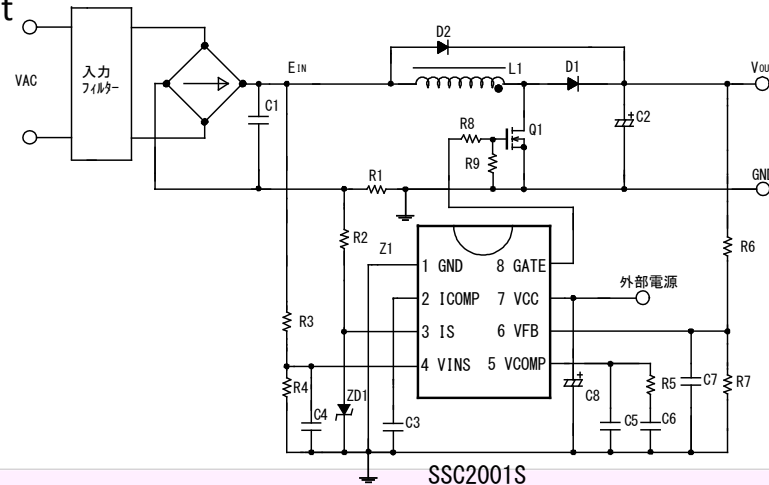 t
VAC
入力
フィルター
EIN
C1
D2
L1
D1
VOU
C2
R8
Q1
R9
GND
R1
R2
Z1
R6
1 GND
8 GATE
2 ICOMP
7 VCC
外部電源
3 IS
6 VFB
4 VINS
5 VCOMP
R3
R4
C4
ZD1
C3
C8
C5
R5
C6
C7
R7
SSC2001S